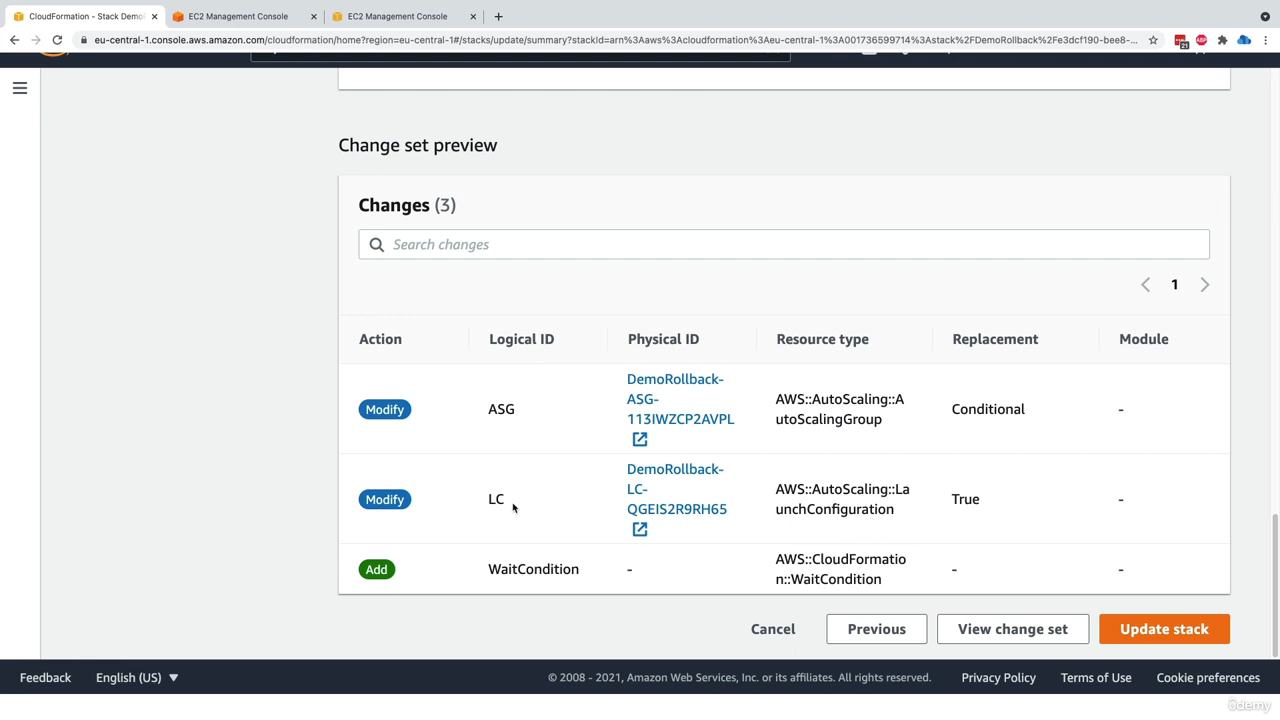 CloudFormation - Stack Demo
EC2 Management Console
EC2 Management Console
eu-central-1.console.aws.amazon.com/cloudformation/home?region=eu-central-1#/stacks/update/summary?stackId=arn%3Aaws%3Acloudformation%3Aeu-central-1%3A001736599714%3Astack%2FDemoRollback%2Fe3dcf190-bee8-...
21
ABP
Change set preview
Changes (3)
Search changes
1
Action Logical ID Physical ID Resource type Replacement Module
Modify ASG DemoRollback-ASG-113IWZCP2AVPL AWS::AutoScaling::AutoScalingGroup Conditional -
Modify LC DemoRollback-LC-QGEIS2R9RH65 AWS::AutoScaling::LaunchConfiguration True -
Add WaitCondition - AWS::CloudFormation::WaitCondition - -
Cancel Previous View change set Update stack
Feedback English (US) © 2008 - 2021, Amazon Web Services, Inc. or its affiliates. All rights reserved. Privacy Policy Terms of Use Cookie preferences
ûdemy